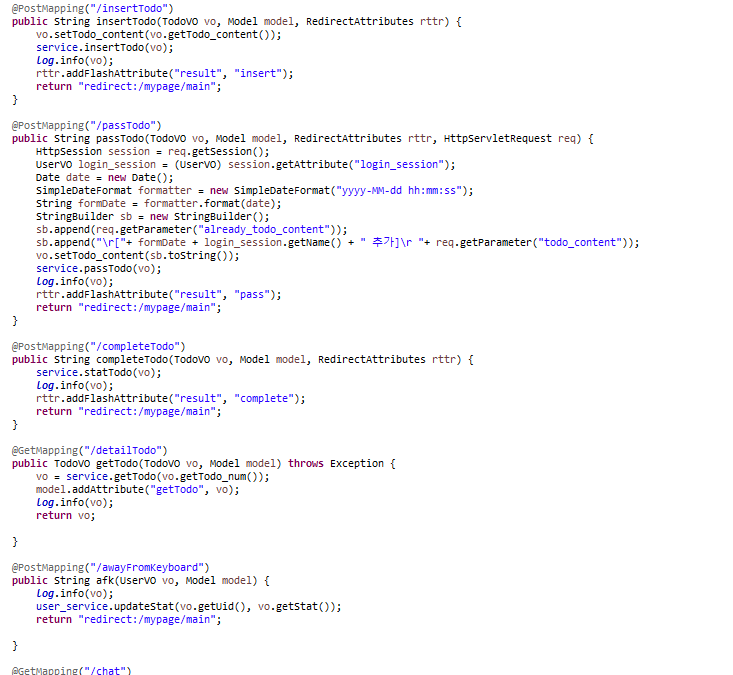 @PostMapping("/insertTodo")
public String insertTodo(TodoVO vo, Model model, RedirectAttributes rttr) {
vo.setTodo_content(vo.getTodo_content());
service.insertTodo(vo);
log.info(vo);
rttr.addFlashAttribute("result", "insert");
return "redirect:/mypage/main";
}
@PostMapping("/passTodo")
public String passTodo(TodoVO vo, Model model, RedirectAttributes rttr, HttpServletRequest req) {
HttpSession session = req.getSession();
UserVO login_session = (UserVO) session.getAttribute("login_session");
Date date = new Date();
SimpleDateFormat formatter = new SimpleDateFormat("yyyy-MM-dd hh:mm:ss");
String formDate = formatter.format(date);
StringBuilder sb = new StringBuilder();
sb.append(req.getParameter("already_todo_content"));
sb.append("\r["+ formDate + login_session.getName() + " 추가]\r "+ req.getParameter("todo_content"));
vo.setTodo_content(sb.toString());
service.passTodo(vo);
log.info(vo);
rttr.addFlashAttribute("result", "pass");
return "redirect:/mypage/main";
}
@PostMapping("/completeTodo")
public String completeTodo(TodoVO vo, Model model, RedirectAttributes rttr) {
service.statTodo(vo);
log.info(vo);
rttr.addFlashAttribute("result", "complete");
return "redirect:/mypage/main";
}
@GetMapping("/detailTodo")
public TodoVO getTodo(TodoVO vo, Model model) throws Exception {
vo = service.getTodo(vo.getTodo_num());
model.addAttribute("getTodo", vo);
log.info(vo);
return vo;
}
@PostMapping("/awayFromKeyboard")
public String afk(UserVO vo, Model model) {
log.info(vo);
user_service.updateStat(vo.getUid(), vo.getStat());
return "redirect:/mypage/main";
}
@GetMapping("/chat")